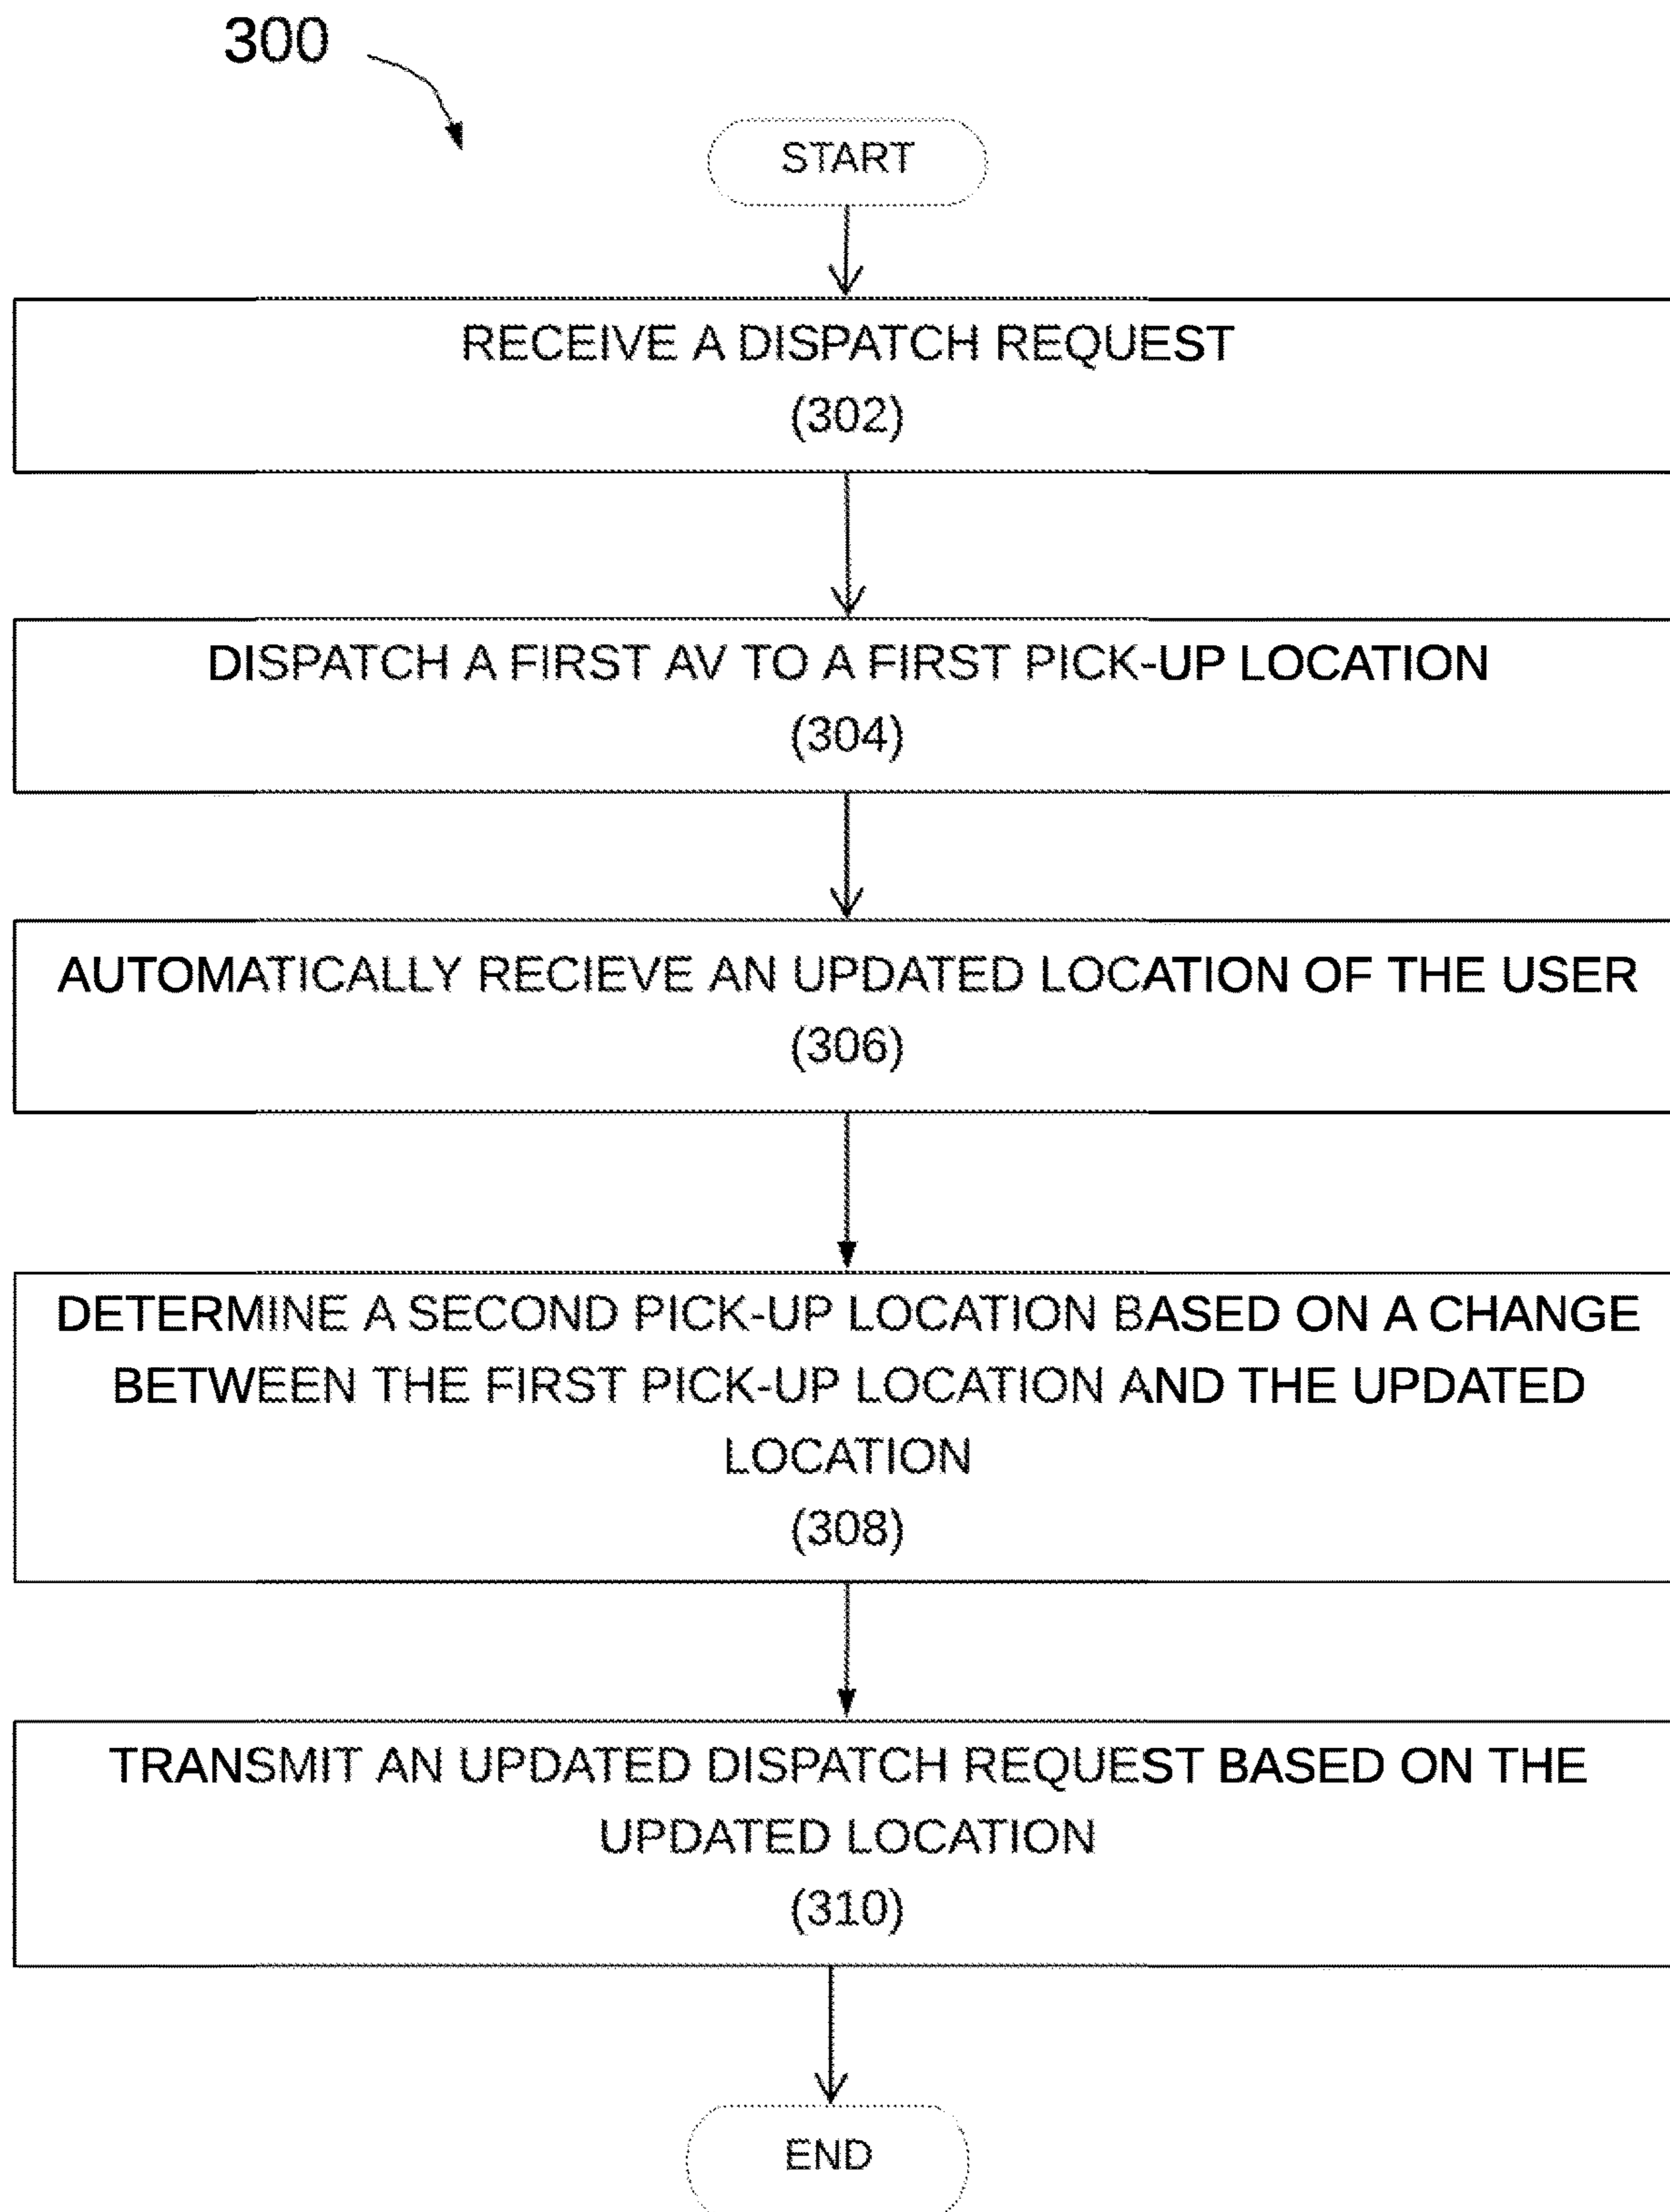 300
START
RECEIVE A DISPATCH REQUEST
(302)
DISPATCH A FIRST AV TO A FIRST PICK-UP LOCATION
(304)
AUTOMATICALLY RECIEVE AN UPDATED LOCATION OF THE USER
(306)
DETERMINE A SECOND PICK-UP LOCATION BASED ON A CHANGE
BETWEEN THE FIRST PICK-UP LOCATION AND THE UPDATED
LOCATION
(308)
TRANSMIT AN UPDATED DISPATCH REQUEST BASED ON THE
UPDATED LOCATION
(310)
END